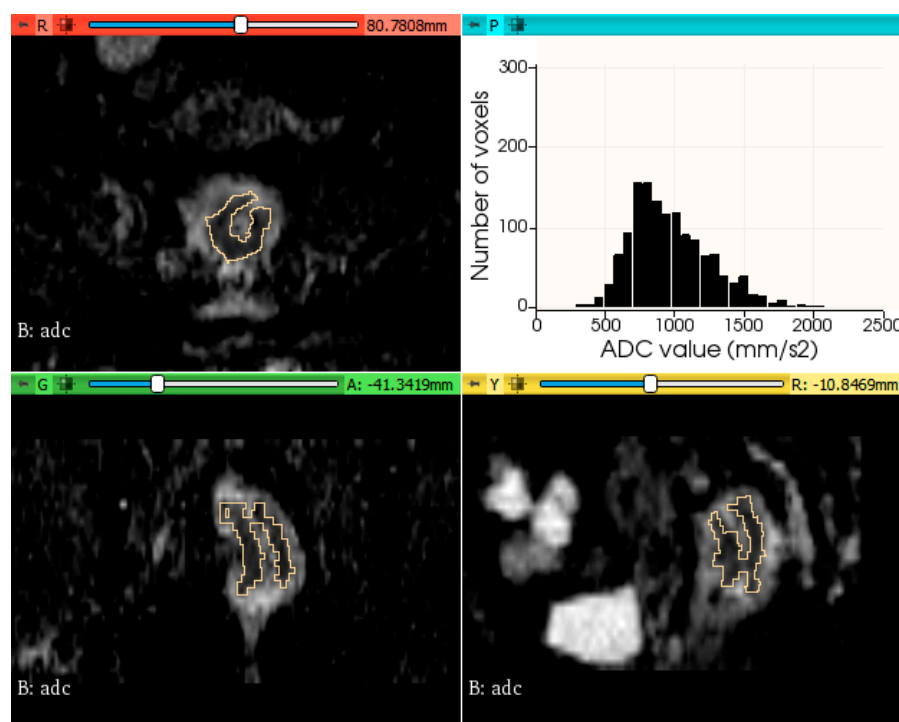 R 80.7808mm
B: adc
P
Number of voxels
300
200
100
0
0 500 1000 1500 2000 2500
ADC value (mm/s2)
G A: -41.3419mm
B: adc
Y R: -10.8469mm
B: adc